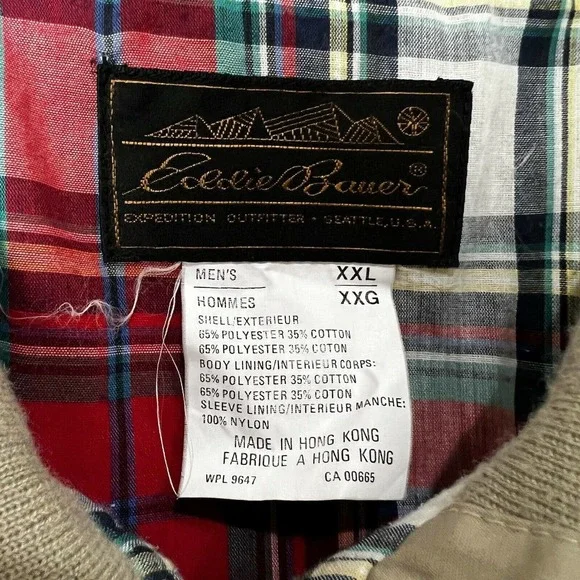 Eddie Bauer®
EXPEDITION OUTFITTER - SEATTLE, U.S.A.
MEN'S XXL
HOMMES XXG
SHELL/EXTERIEUR
65% POLYESTER 35% COTTON
65% POLYESTER 35% COTON
BODY LINING/INTERIEUR CORPS:
65% POLYESTER 35% COTTON
65% POLYESTER 35% COTON
SLEEVE LINING/INTERIEUR MANCHE:
100% NYLON
MADE IN HONG KONG
FABRIQUE A HONG KONG
WPL 9647 CA 00665